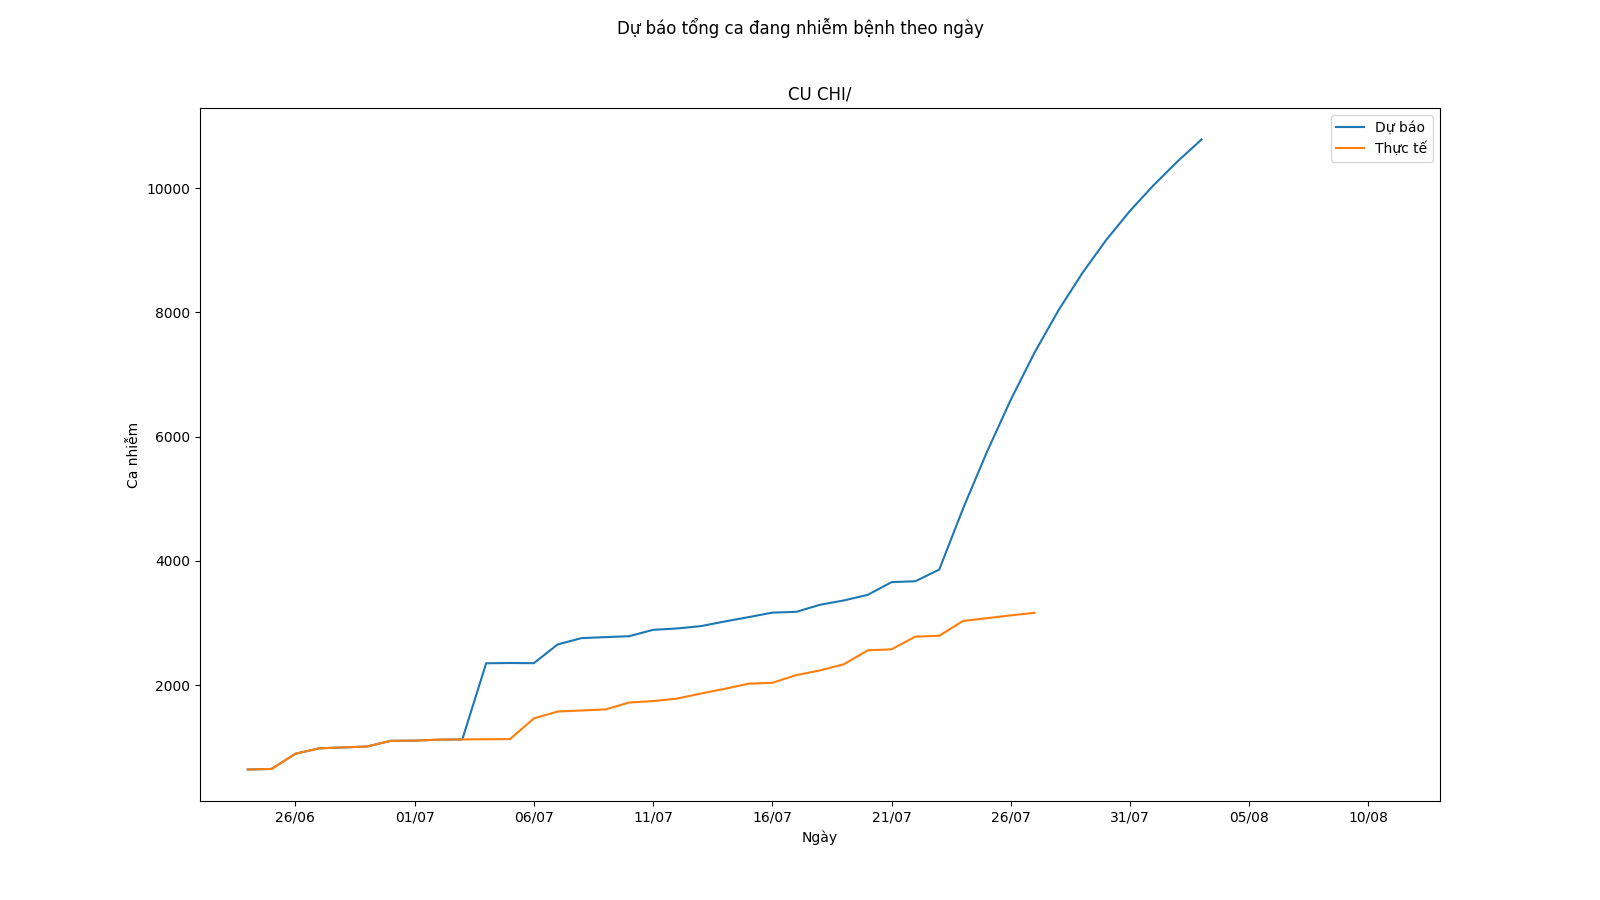 Dự báo tổng ca đang nhiễm bệnh theo ngày
CU CHI/
Dự báo
Thực tế
10000
8000
6000
4000
2000
Ca nhiễm
26/06
01/07
06/07
11/07
16/07
21/07
26/07
31/07
05/08
10/08
Ngày